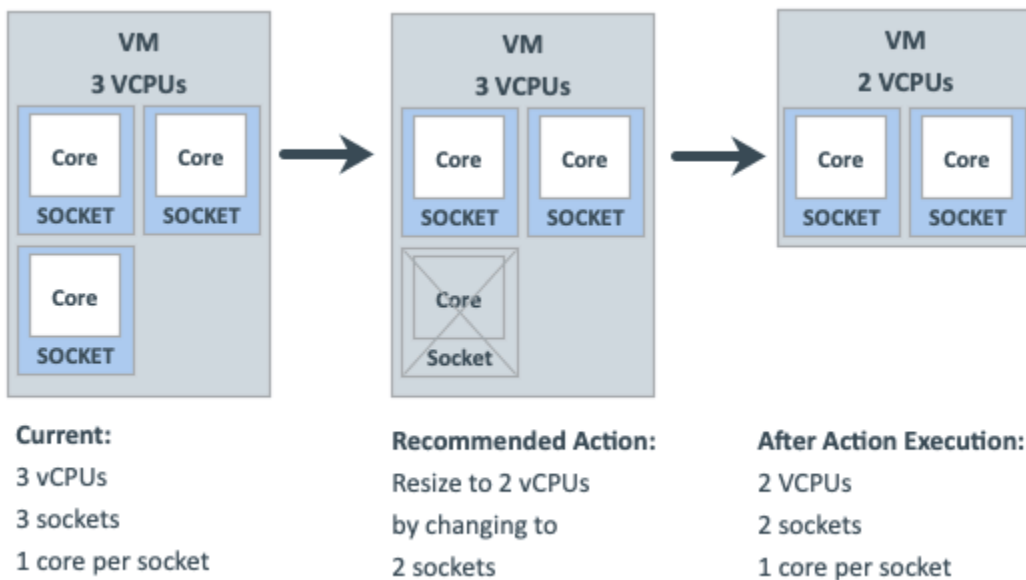 VM
3 VCPUs
Core
Core
SOCKET
SOCKET
Core
SOCKET
VM
3 VCPUs
Core
Core
SOCKET
SOCKET
Core
Socket
VM
2 VCPUs
Core
Core
SOCKET
SOCKET
Current:
3 vCPUs
3 sockets
1 core per socket
Recommended Action:
Resize to 2 vCPUs
by changing to
2 sockets
After Action Execution:
2 VCPUs
2 sockets
1 core per socket